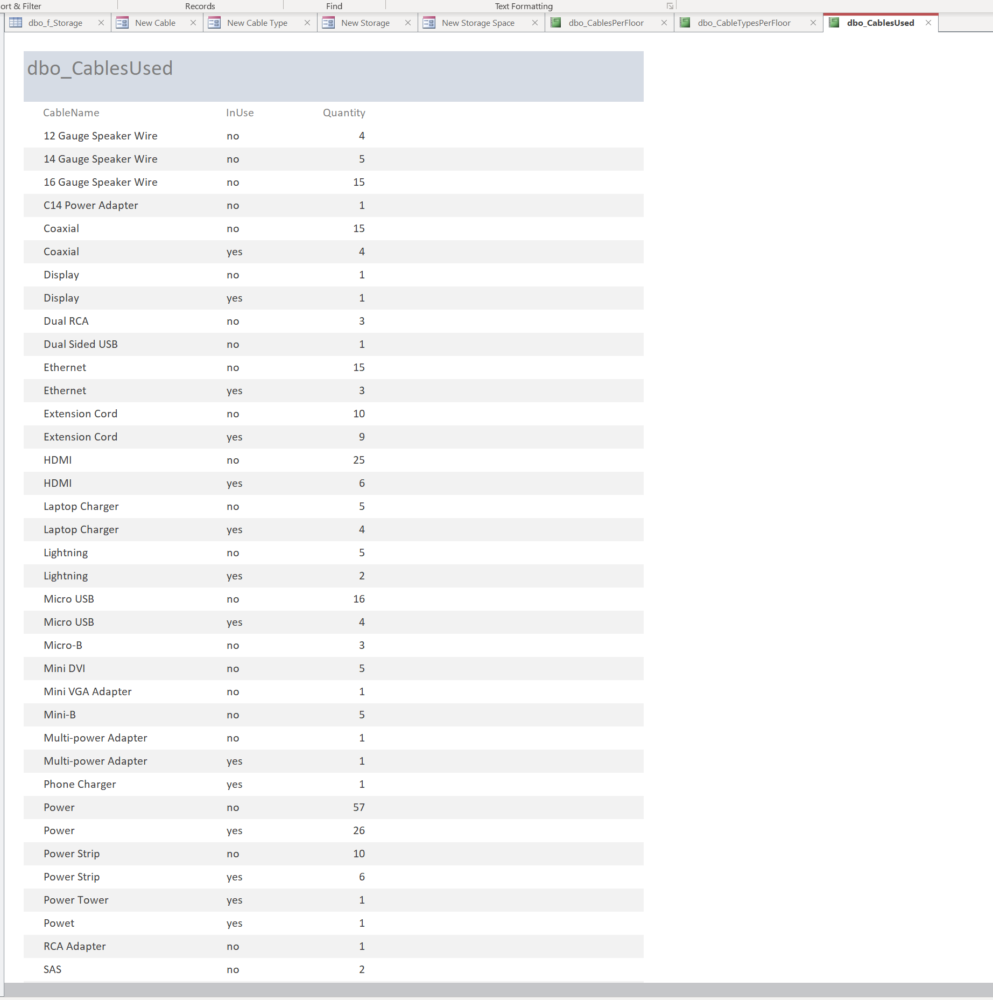 ort & Filter Records Find Text Formatting
dbo_f_Storage New Cable New Cable Type New Storage New Storage Space dbo_CablesPerFloor dbo_CableTypesPerFloor dbo_CablesUsed
dbo_CablesUsed
CableName InUse Quantity
12 Gauge Speaker Wire no 4
14 Gauge Speaker Wire no 5
16 Gauge Speaker Wire no 15
C14 Power Adapter no 1
Coaxial no 15
Coaxial yes 4
Display no 1
Display yes 1
Dual RCA no 3
Dual Sided USB no 1
Ethernet no 15
Ethernet yes 3
Extension Cord no 10
Extension Cord yes 9
HDMI no 25
HDMI yes 6
Laptop Charger no 5
Laptop Charger yes 4
Lightning no 5
Lightning yes 2
Micro USB no 16
Micro USB yes 4
Micro-B no 3
Mini DVI no 5
Mini VGA Adapter no 1
Mini-B no 5
Multi-power Adapter no 1
Multi-power Adapter yes 1
Phone Charger yes 1
Power no 57
Power yes 26
Power Strip no 10
Power Strip yes 6
Power Tower yes 1
Powet yes 1
RCA Adapter no 1
SAS no 2